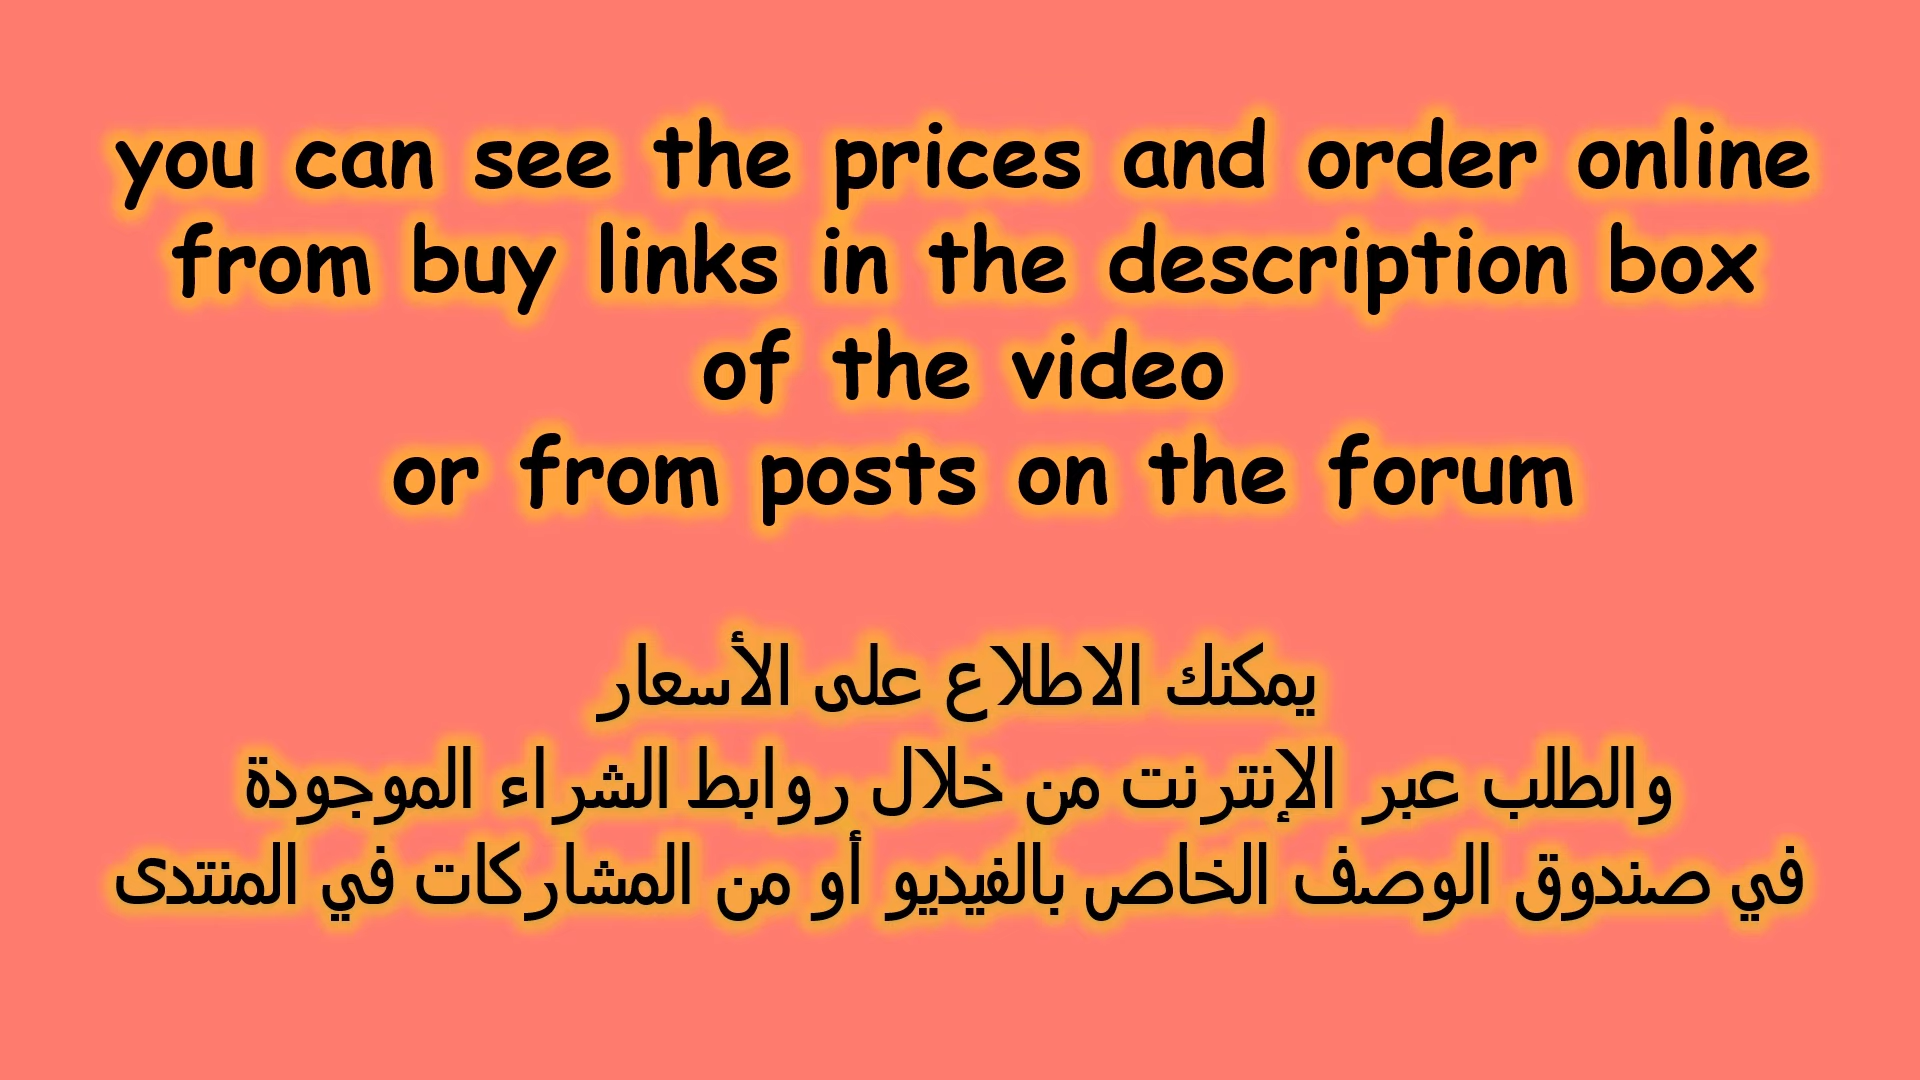 you can see the prices and order online
from buy links in the description box
of the video
or from posts on the forum
يمكنك الاطلاع على الأسعار
والطلب عبر الإنترنت من خلال روابط الشراء الموجودة
في صندوق الوصف الخاص بالفيديو أو من المشاركات في المنتدى